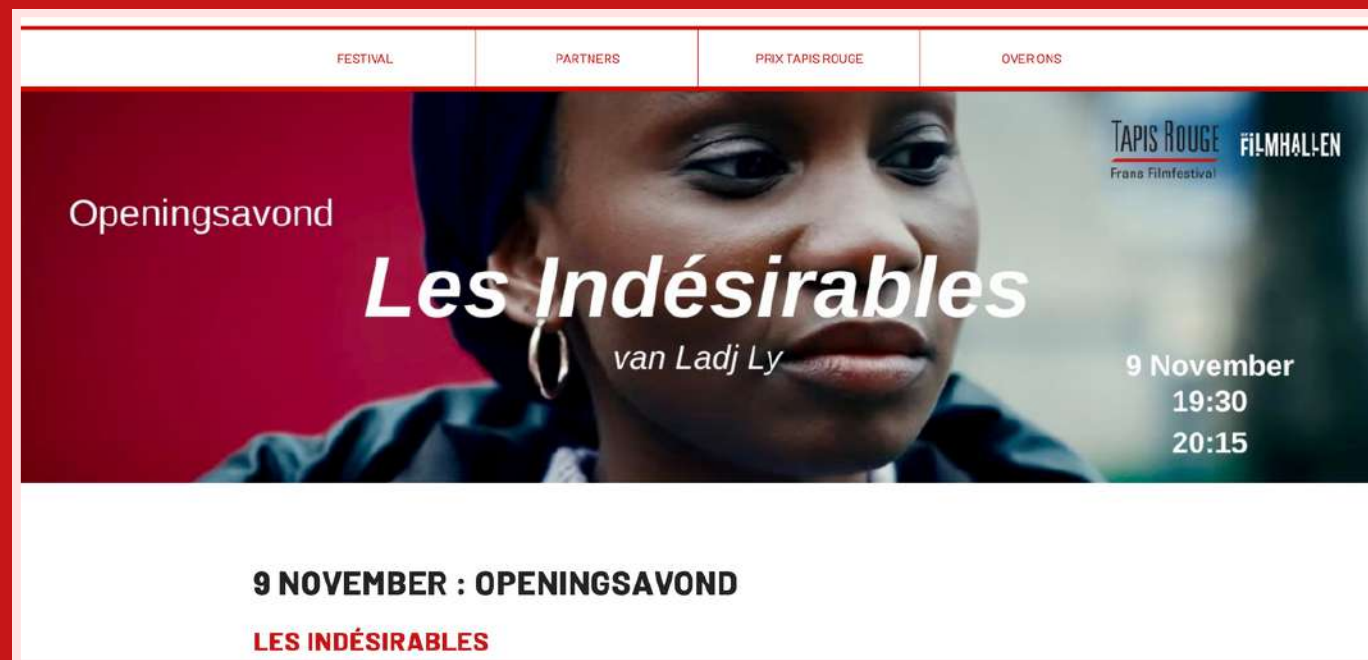 FESTIVAL
PARTNERS
PRIX TAPIS ROUGE
OVER ONS
TAPIS ROUGE
Frans Filmfestival
FILMHALLEN
Openingsavond
Les Indésirables
van Ladj Ly
9 November
19:30
20:15
9 NOVEMBER : OPENINGSAVOND
LES INDÉSIRABLES